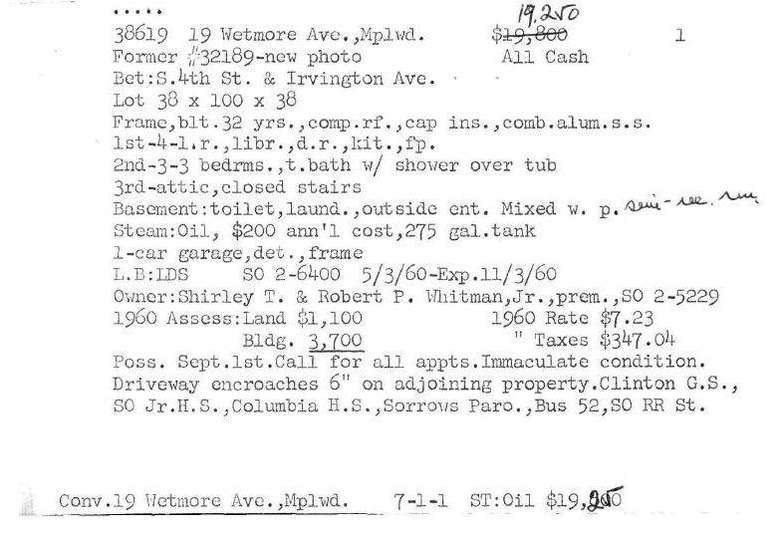 .....
19,250
38619 19 Wetmore Ave.,Mplwd. $19,800 1
Former #32189-new photo All Cash
Bet:S.4th St. & Irvington Ave.
Lot 38 x 100 x 38
Frame,blt.32 yrs.,comp.rf.,cap ins.,comb.alum.s.s.
1st-4-l.r.,libr.,d.r.,kit.,fp.
2nd-3-3 bedrms.,t.bath w/ shower over tub
3rd-attic,closed stairs
Basement:toilet,laund.,outside ent. Mixed w. p. semi-rec. rm.
Steam:Oil, $200 ann'l cost,275 gal.tank
1-car garage,det.,frame
L.B:LDS SO 2-6400 5/3/60-Exp.11/3/60
Owner:Shirley T. & Robert P. Whitman,Jr.,prem.,SO 2-5229
1960 Assess:Land $1,100 1960 Rate $7.23
Bldg. 3,700 " Taxes $347.04
Poss. Sept.1st.Call for all appts.Immaculate condition.
Driveway encroaches 6" on adjoining property.Clinton G.S.,
SO Jr.H.S.,Columbia H.S.,Sorrows Paro.,Bus 52,SO RR St.
Conv.19 Wetmore Ave.,Mplwd. 7-1-1 ST:Oil $19,250